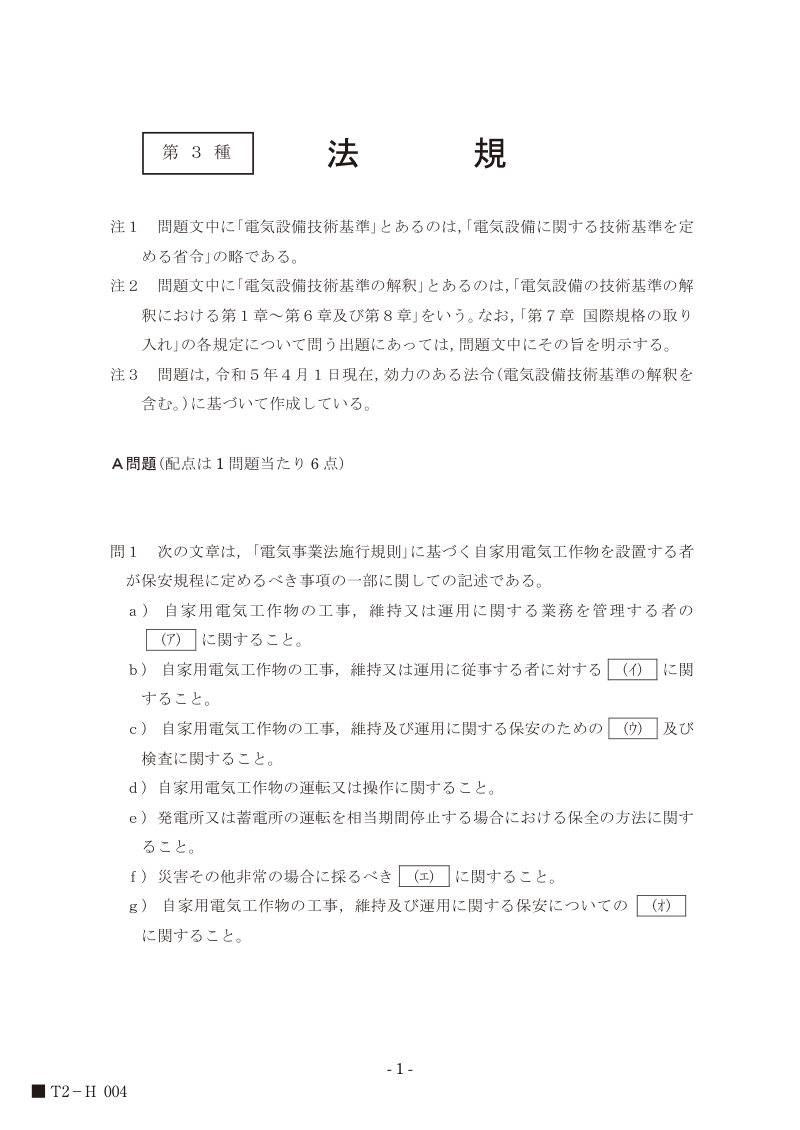 第 3 種
法 規
注1 問題文中に「電気設備技術基準」とあるのは,「電気設備に関する技術基準を定
める省令」の略である。
注2 問題文中に「電気設備技術基準の解釈」とあるのは,「電気設備の技術基準の解
釈における第1章~第6章及び第8章」をいう。なお,「第7章 国際規格の取り
入れ」の各規定について問う出題にあっては,問題文中にその旨を明示する。
注3 問題は,令和5年4月1日現在,効力のある法令(電気設備技術基準の解釈を
含む。)に基づいて作成している。
A問題(配点は1問題当たり6点)
問1 次の文章は,「電気事業法施行規則」に基づく自家用電気工作物を設置する者
が保安規程に定めるべき事項の一部に関しての記述である。
a) 自家用電気工作物の工事,維持又は運用に関する業務を管理する者の
(ア) に関すること。
b) 自家用電気工作物の工事,維持又は運用に従事する者に対する (イ) に関
すること。
c) 自家用電気工作物の工事,維持及び運用に関する保安のための (ウ) 及び
検査に関すること。
d) 自家用電気工作物の運転又は操作に関すること。
e) 発電所又は蓄電所の運転を相当期間停止する場合における保全の方法に関す
ること。
f) 災害その他非常の場合に採るべき (エ) に関すること。
g) 自家用電気工作物の工事,維持及び運用に関する保安についての (オ)
に関すること。
- 1 -
■ T2-H 004